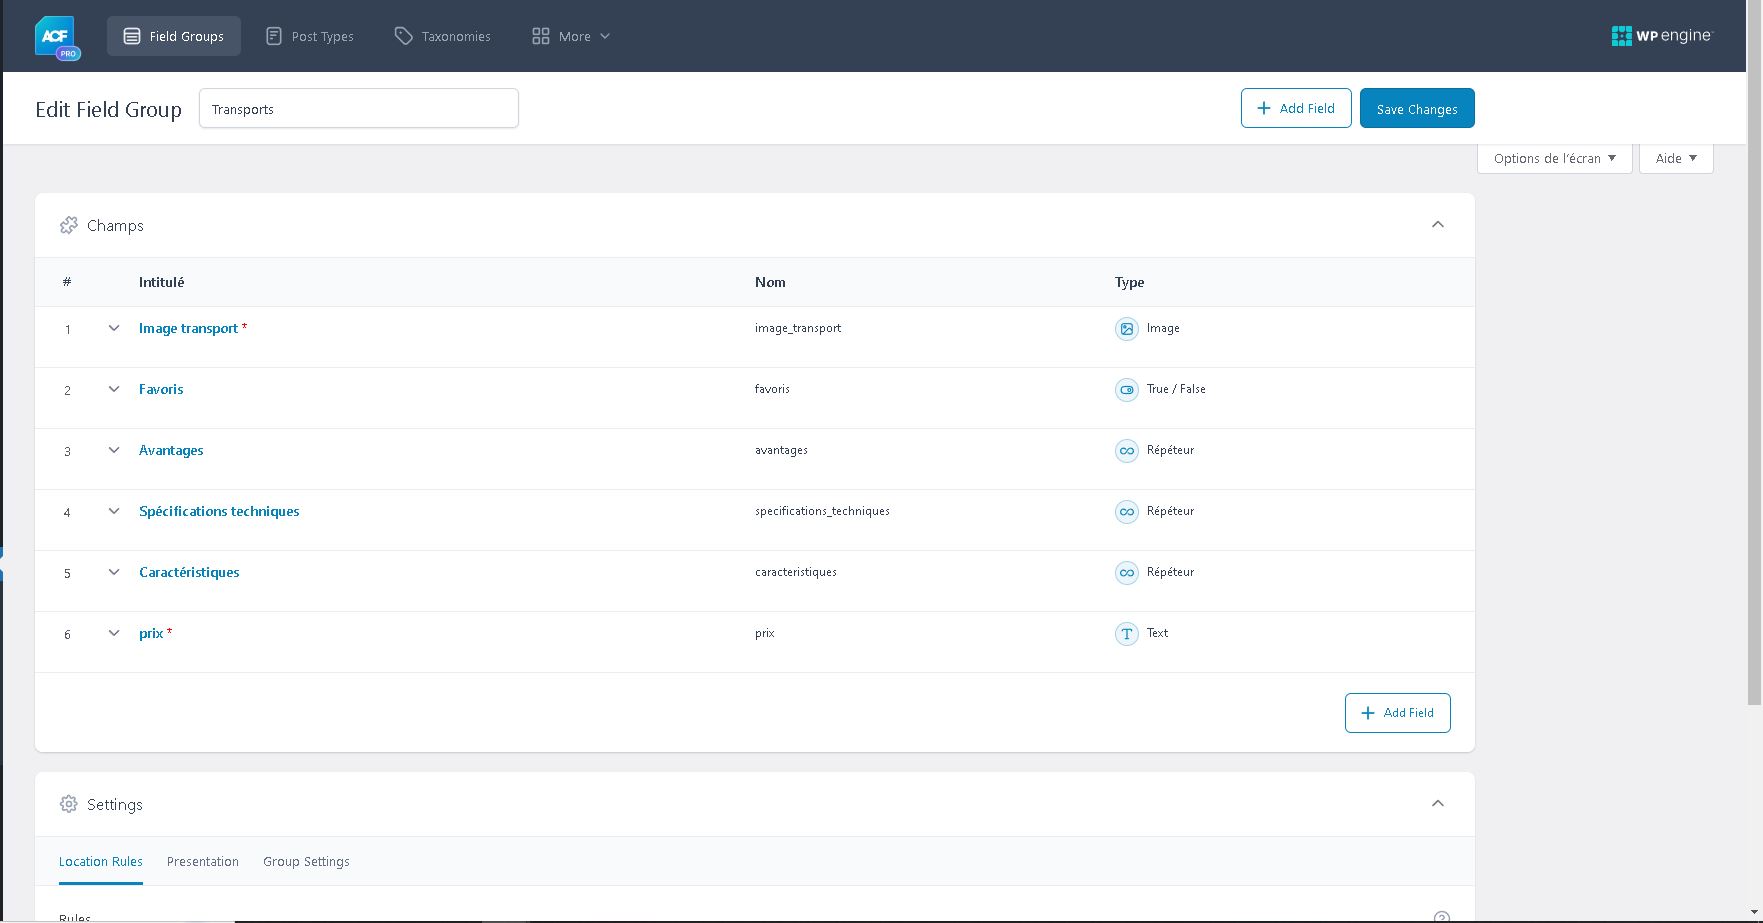 ACF PRO Field Groups Post Types Taxonomies More WP engine
Edit Field Group Transports Add Field Save Changes
Options de l'écran ▼ Aide ▼
Champs
# Intitulé Nom Type
1 Image transport * image_transport Image
2 Favoris favoris True / False
3 Avantages avantages Répéteur
4 Spécifications techniques specifications_techniques Répéteur
5 Caractéristiques caracteristiques Répéteur
6 prix * prix Text
Add Field
Settings
Location Rules Presentation Group Settings
Rules